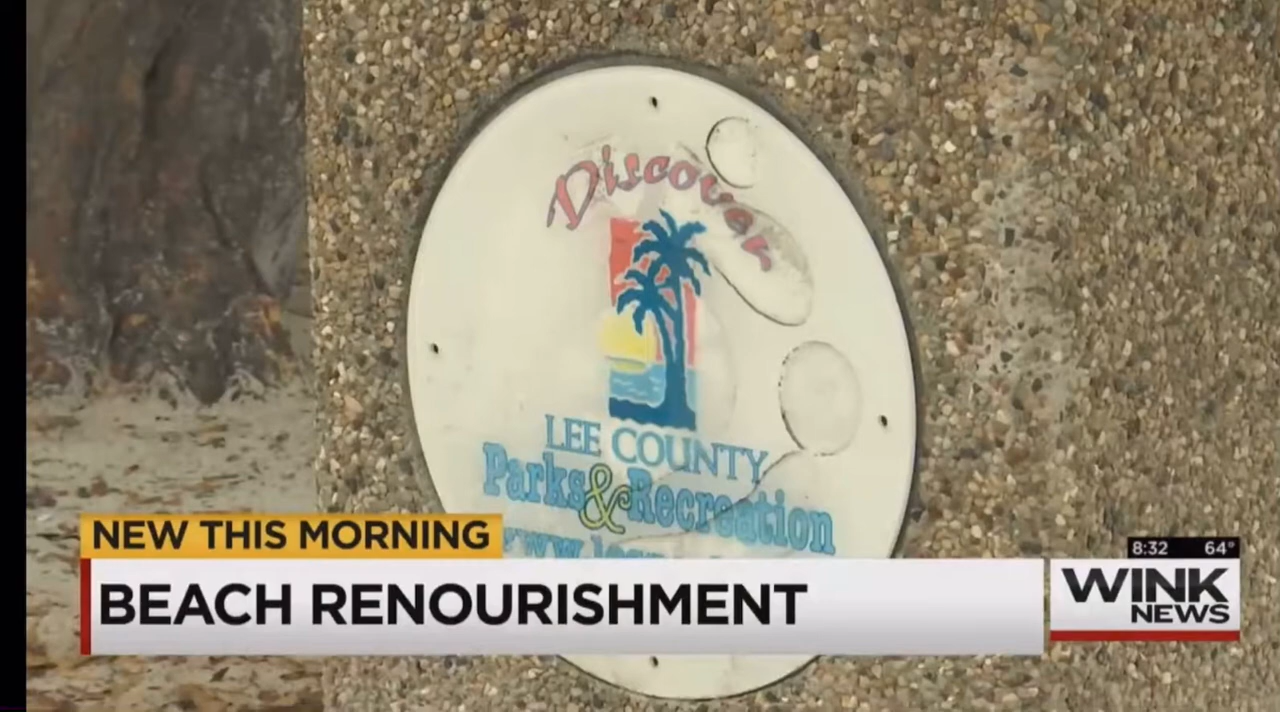 Discover
LEE COUNTY
Parks & Recreation
NEW THIS MORNING
BEACH RENOURISHMENT
8:32 64°
WINK
NEWS